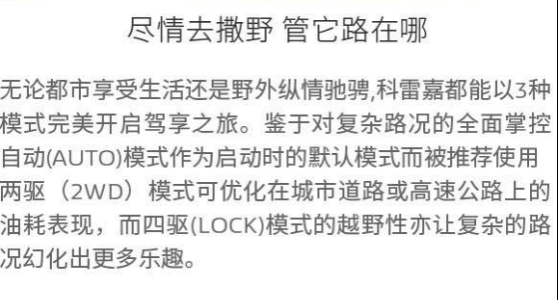 尽情去撒野 管它路在哪
无论都市享受生活还是野外纵情驰骋,科雷嘉都能以3种
模式完美开启驾享之旅。鉴于对复杂路况的全面掌控
自动(AUTO)模式作为启动时的默认模式而被推荐使用
两驱（2WD）模式可优化在城市道路或高速公路上的
油耗表现，而四驱(LOCK)模式的越野性亦让复杂的路
况幻化出更多乐趣。